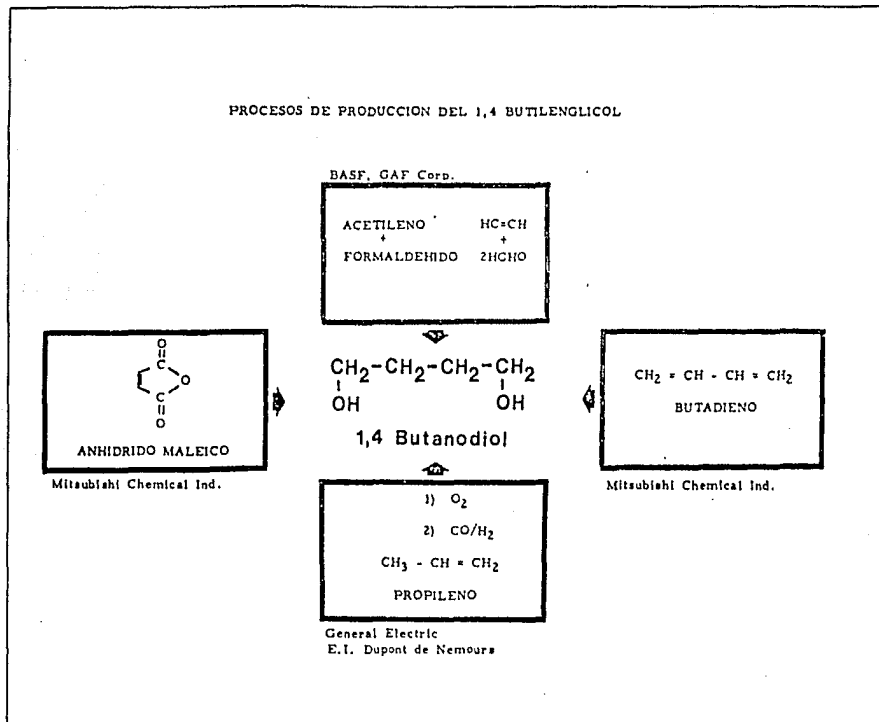 PROCESOS DE PRODUCCION DEL 1,4 BUTILENGLICOL
BASF, GAF Corp.
ACETILENO HC≡CH
+ +
FORMALDEHIDO 2HCHO
O
O
O
ANHIDRIDO MALEICO
Mitsubishi Chemical Ind.
CH₂-CH₂-CH₂-CH₂
OH OH
1,4 Butanodiol
CH₂ = CH - CH = CH₂
BUTADIENO
Mitsubishi Chemical Ind.
1) O₂
2) CO/H₂
CH₃ - CH = CH₂
PROPILENO
General Electric
E.I. Dupont de Nemours